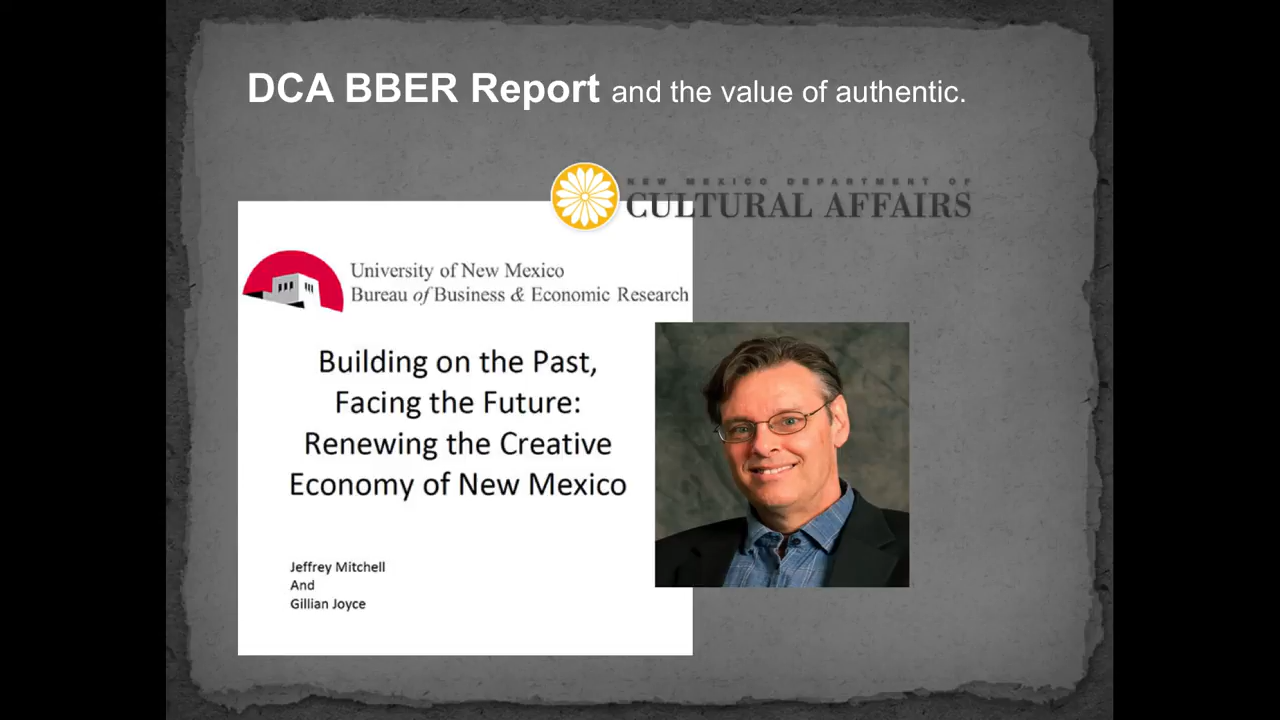 DCA BBER Report and the value of authentic.
NEW MEXICO DEPARTMENT OF
CULTURAL AFFAIRS
University of New Mexico
Bureau of Business & Economic Research
Building on the Past,
Facing the Future:
Renewing the Creative
Economy of New Mexico
Jeffrey Mitchell
And
Gillian Joyce